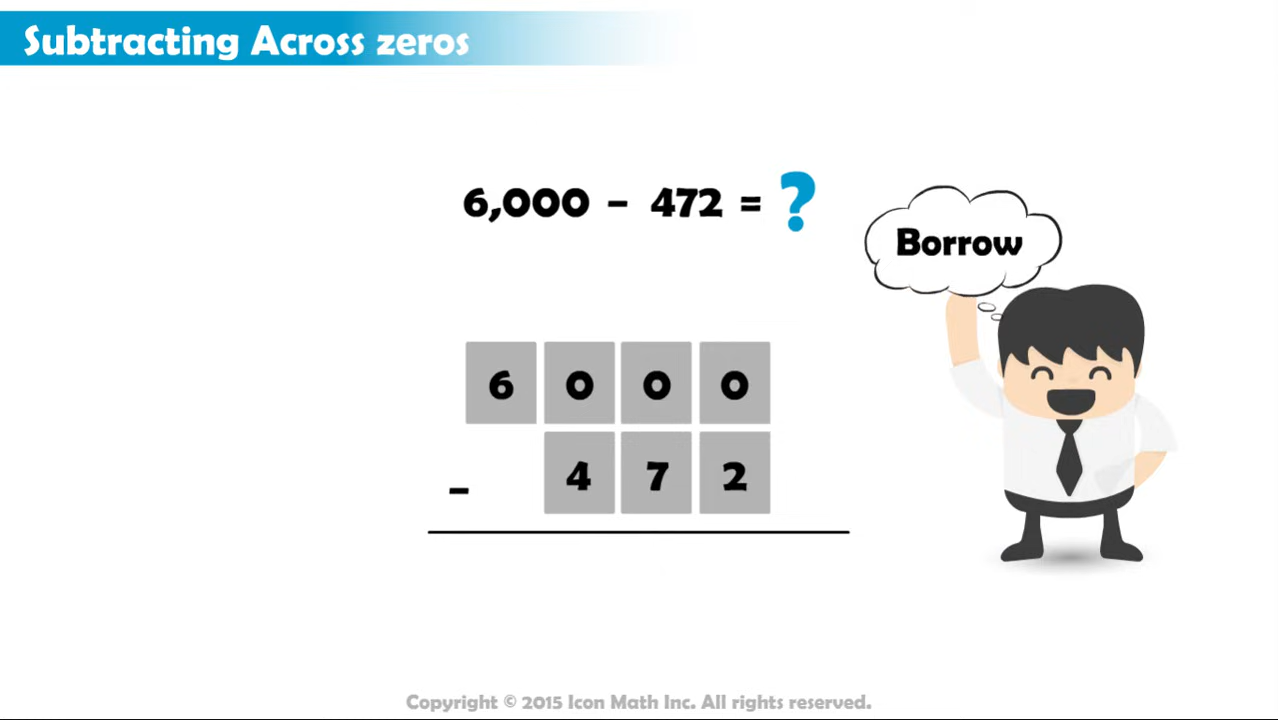 Subtracting Across zeros
6,000 – 472 = ?
Borrow
6 0 0 0
– 4 7 2
Copyright © 2015 Icon Math Inc. All rights reserved.